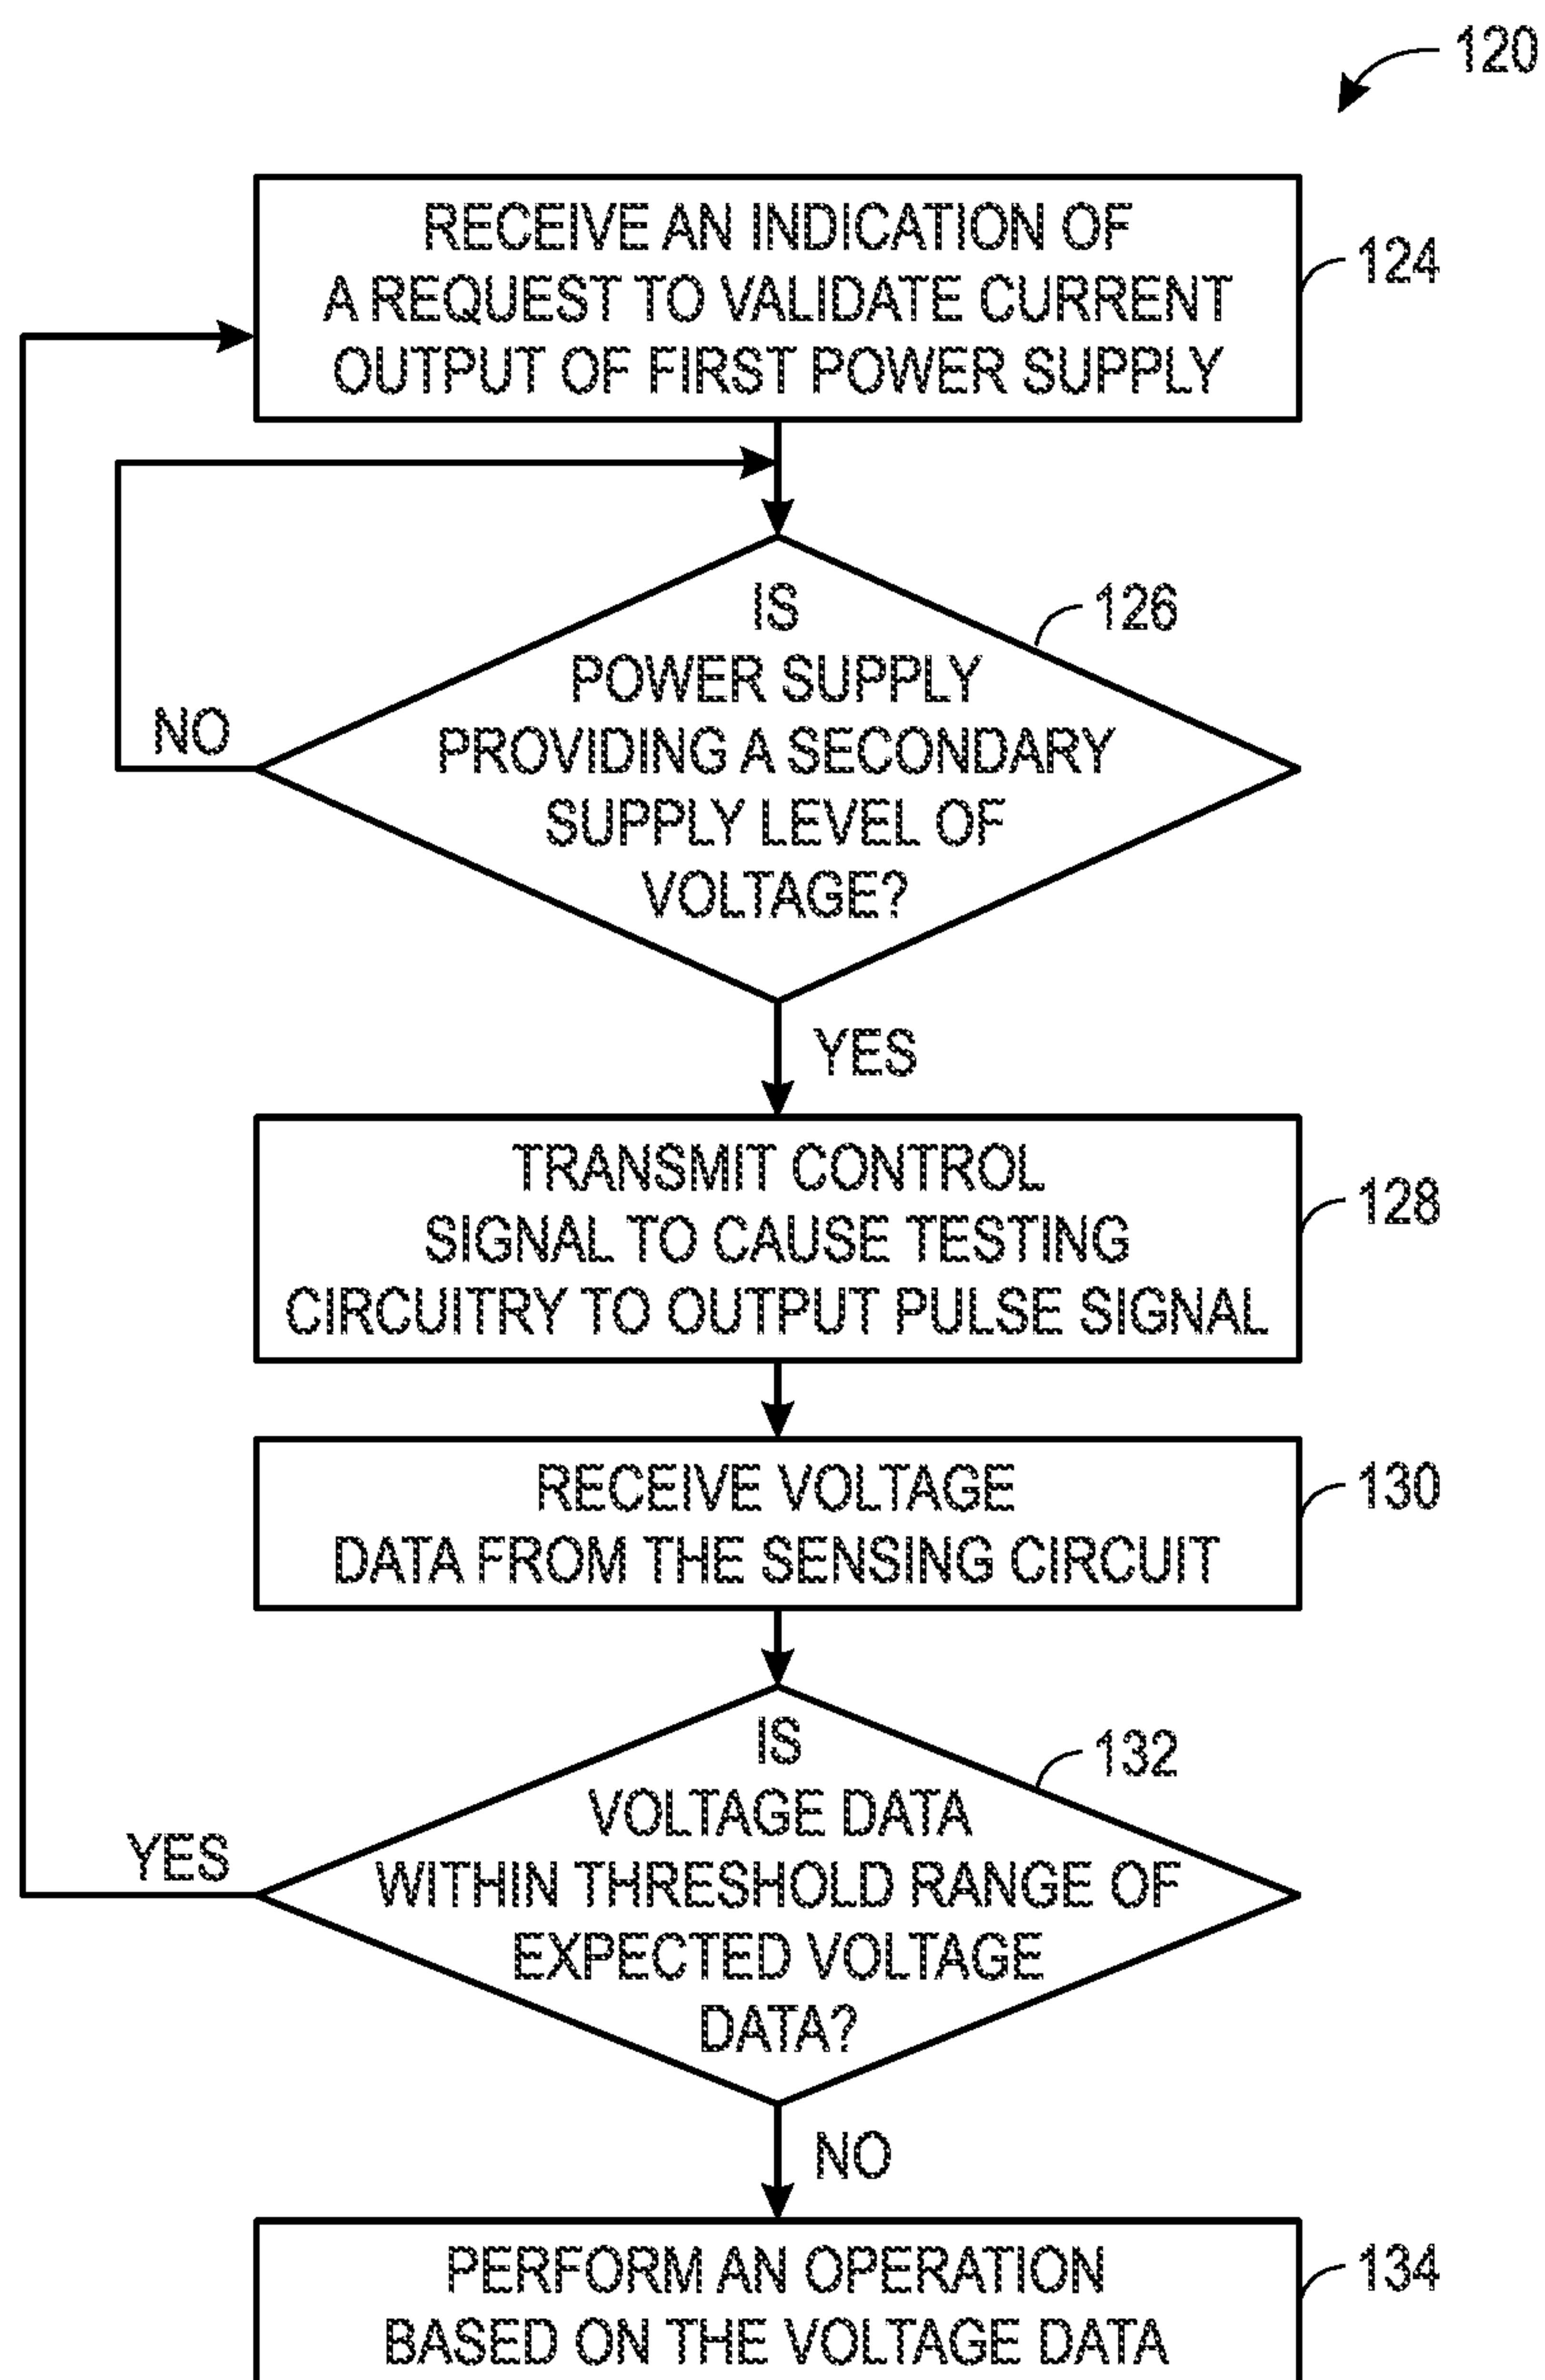 120
RECEIVE AN INDICATION OF
A REQUEST TO VALIDATE CURRENT
OUTPUT OF FIRST POWER SUPPLY
124
IS
POWER SUPPLY
PROVIDING A SECONDARY
SUPPLY LEVEL OF
VOLTAGE?
126
NO
YES
TRANSMIT CONTROL
SIGNAL TO CAUSE TESTING
CIRCUITRY TO OUTPUT PULSE SIGNAL
128
RECEIVE VOLTAGE
DATA FROM THE SENSING CIRCUIT
130
IS
VOLTAGE DATA
WITHIN THRESHOLD RANGE OF
EXPECTED VOLTAGE
DATA?
132
YES
NO
PERFORM AN OPERATION
BASED ON THE VOLTAGE DATA
134